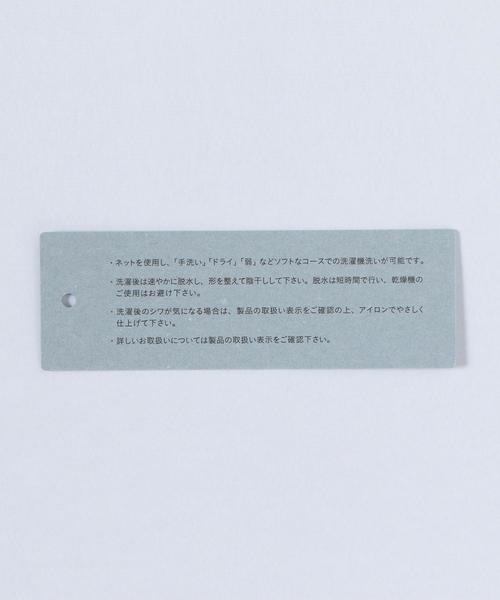 ・ネットを使用し、「手洗い」「ドライ」「弱」などソフトなコースでの洗濯機洗いが可能です。
・洗濯後は速やかに脱水し、形を整えて陰干しして下さい。脱水は短時間で行い、乾燥機の
ご使用はお避け下さい。
・洗濯後のシワが気になる場合は、製品の取扱い表示をご確認の上、アイロンでやさしく
仕上げて下さい。
・詳しいお取扱いについては製品の取扱い表示をご確認下さい。